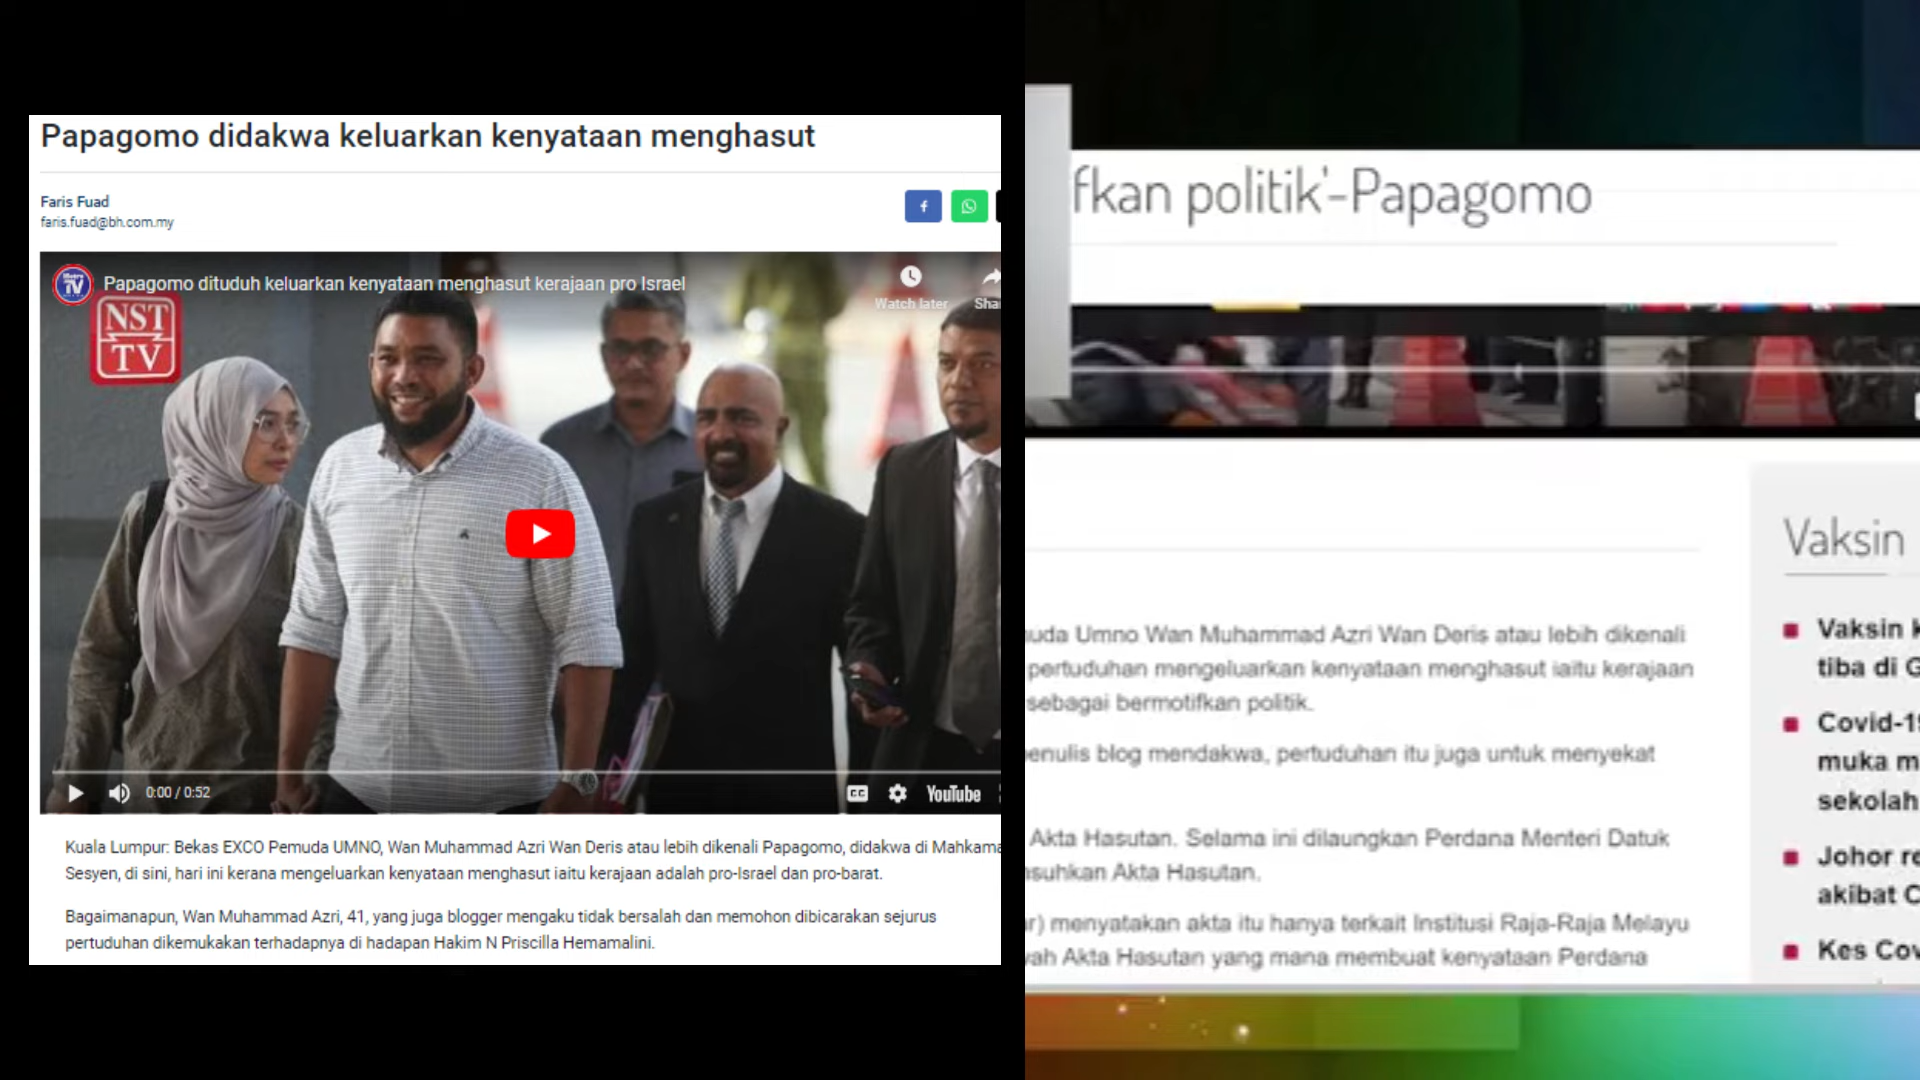 Papagomo didakwa keluarkan kenyataan menghasut
Faris Fuad
faris.fuad@bh.com.my
Papagomo dituduh keluarkan kenyataan menghasut kerajaan pro Israel
Watch later
Sha
NST
TV
0:00 / 0:52
CC
YouTube
Kuala Lumpur: Bekas EXCO Pemuda UMNO, Wan Muhammad Azri Wan Deris atau lebih dikenali Papagomo, didakwa di Mahkama
Sesyen, di sini, hari ini kerana mengeluarkan kenyataan menghasut iaitu kerajaan adalah pro-Israel dan pro-barat.
Bagaimanapun, Wan Muhammad Azri, 41, yang juga blogger mengaku tidak bersalah dan memohon dibicarakan sejurus
pertuduhan dikemukakan terhadapnya di hadapan Hakim N Priscilla Hemamalini.
fkan politik'-Papagomo
uda Umno Wan Muhammad Azri Wan Deris atau lebih dikenali
pertuduhan mengeluarkan kenyataan menghasut iaitu kerajaan
sebagai bermotifkan politik.
enulis blog mendakwa, pertuduhan itu juga untuk menyekat
Akta Hasutan. Selama ini dilaungkan Perdana Menteri Datuk
suhkan Akta Hasutan.
r) menyatakan akta itu hanya terkait Institusi Raja-Raja Melayu
ah Akta Hasutan yang mana membuat kenyataan Perdana
Vaksin
Vaksin k
tiba di G
Covid-19
muka m
sekolah
Johor re
akibat C
Kes Cov